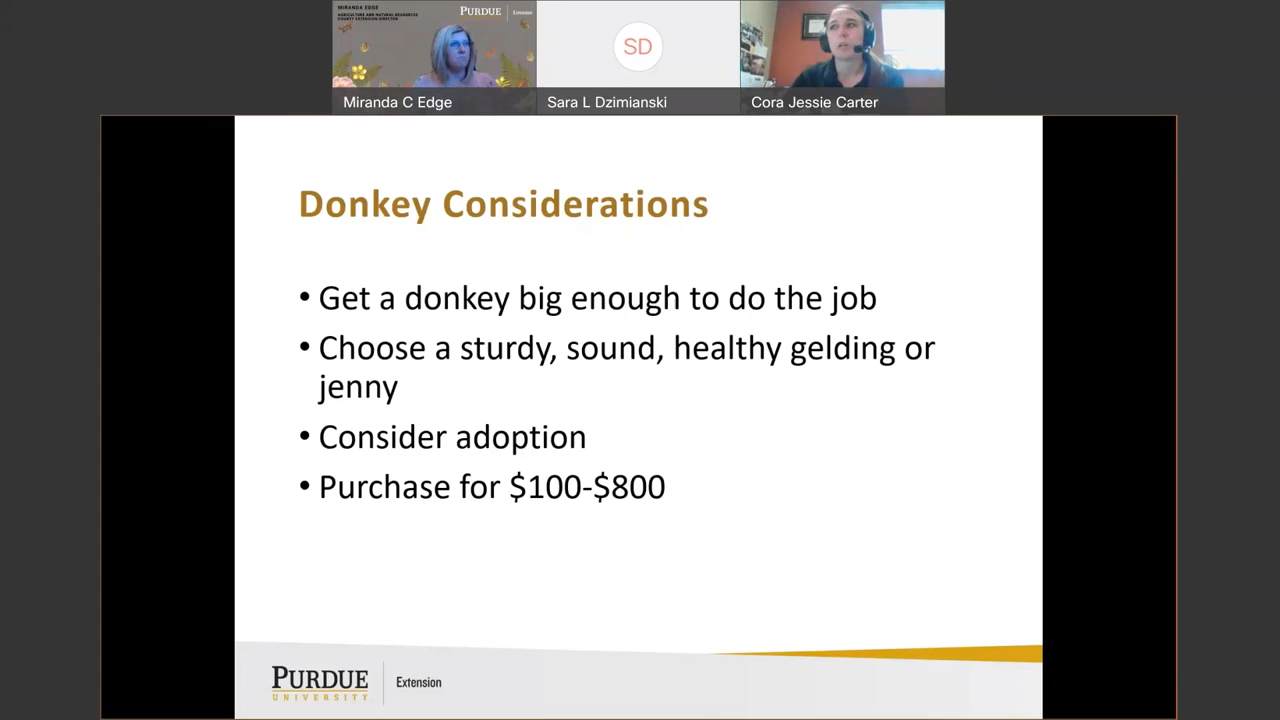 MIRANDA EDGE
AGRICULTURE AND NATURAL RESOURCES
COUNTY EXTENSION DIRECTOR
PURDUE Extension
SD
Miranda C Edge
Sara L Dzimianski
Cora Jessie Carter
Donkey Considerations
• Get a donkey big enough to do the job
• Choose a sturdy, sound, healthy gelding or
jenny
• Consider adoption
• Purchase for $100-$800
PURDUE
UNIVERSITY
Extension